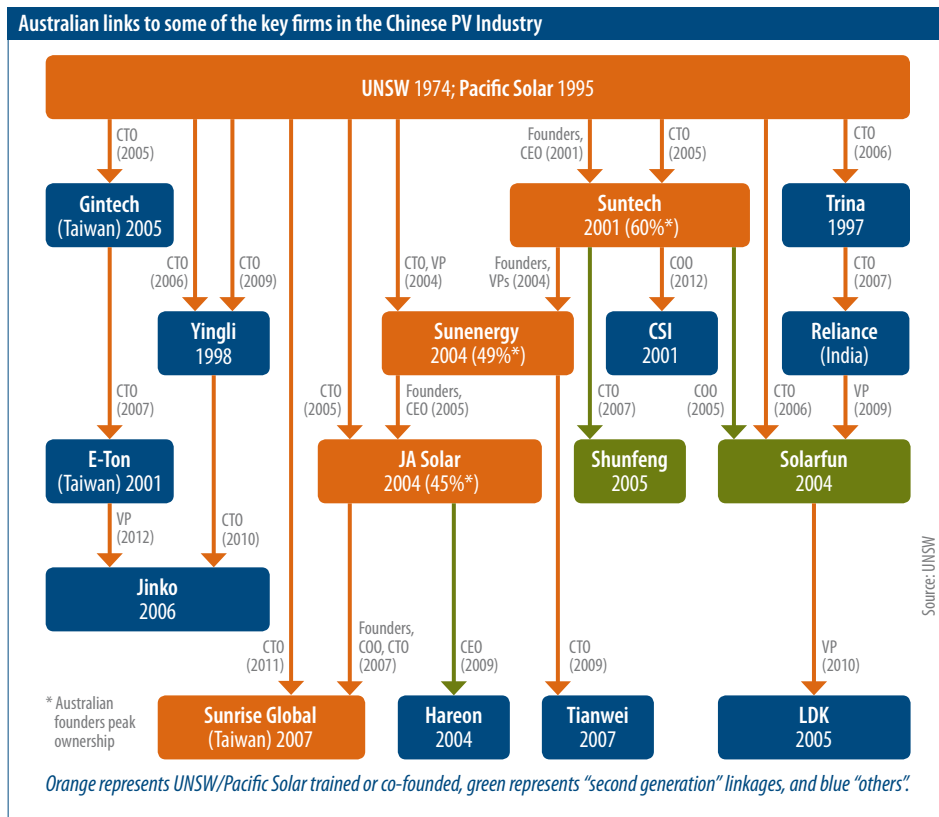 Australian links to some of the key firms in the Chinese PV Industry
UNSW 1974; Pacific Solar 1995
CTO
(2005)
Founders,
CEO (2001)
CTO
(2005)
CTO
(2006)
Gintech
(Taiwan) 2005
Suntech
2001 (60%*)
Trina
1997
CTO
(2006)
CTO
(2009)
CTO, VP
(2004)
Founders,
VPs (2004)
COO
(2012)
CTO
(2007)
Yingli
1998
Sunenergy
2004 (49%*)
CSI
2001
Reliance
(India)
CTO
(2007)
CTO
(2005)
Founders,
CEO (2005)
CTO
(2007)
COO
(2005)
CTO
(2006)
VP
(2009)
E-Ton
(Taiwan) 2001
JA Solar
2004 (45%*)
Shunfeng
2005
Solarfun
2004
VP
(2012)
CTO
(2010)
Jinko
2006
Source: UNSW
CTO
(2011)
Founders,
COO, CTO
(2007)
CEO
(2009)
CTO
(2009)
VP
(2010)
* Australian
founders peak
ownership
Sunrise Global
(Taiwan) 2007
Hareon
2004
Tianwei
2007
LDK
2005
Orange represents UNSW/Pacific Solar trained or co-founded, green represents “second generation” linkages, and blue “others”.